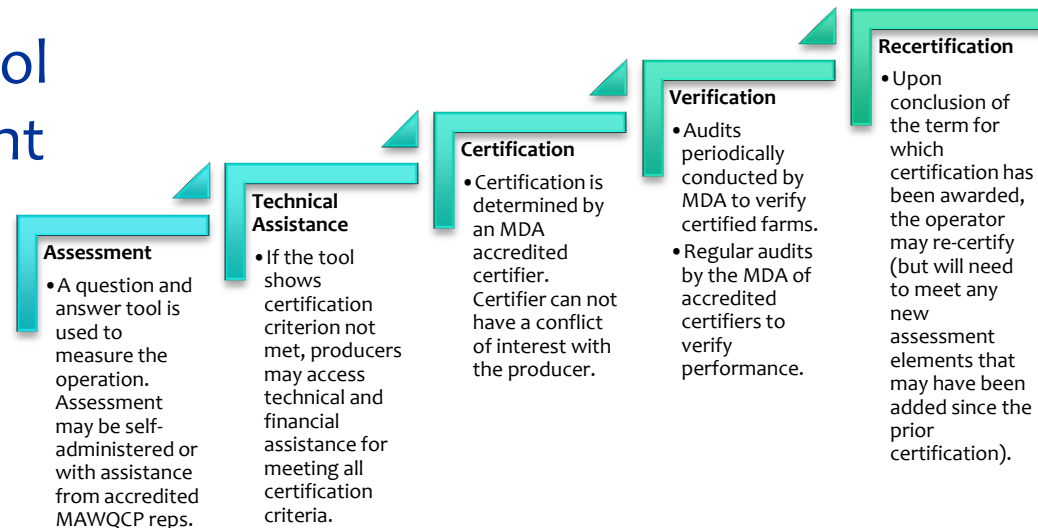 ol
nt
Assessment
•A question and
answer tool is
used to
measure the
operation.
Assessment
may be self-
administered or
with assistance
from accredited
MAWQCP reps.
Technical
Assistance
•If the tool
shows
certification
criterion not
met, producers
may access
technical and
financial
assistance for
meeting all
certification
criteria.
Certification
•Certification is
determined by
an MDA
accredited
certifier.
Certifier can not
have a conflict
of interest with
the producer.
Verification
•Audits
periodically
conducted by
MDA to verify
certified farms.
•Regular audits
by the MDA of
accredited
certifiers to
verify
performance.
Recertification
•Upon
conclusion of
the term for
which
certification has
been awarded,
the operator
may re-certify
(but will need
to meet any
new
assessment
elements that
may have been
added since the
prior
certification).